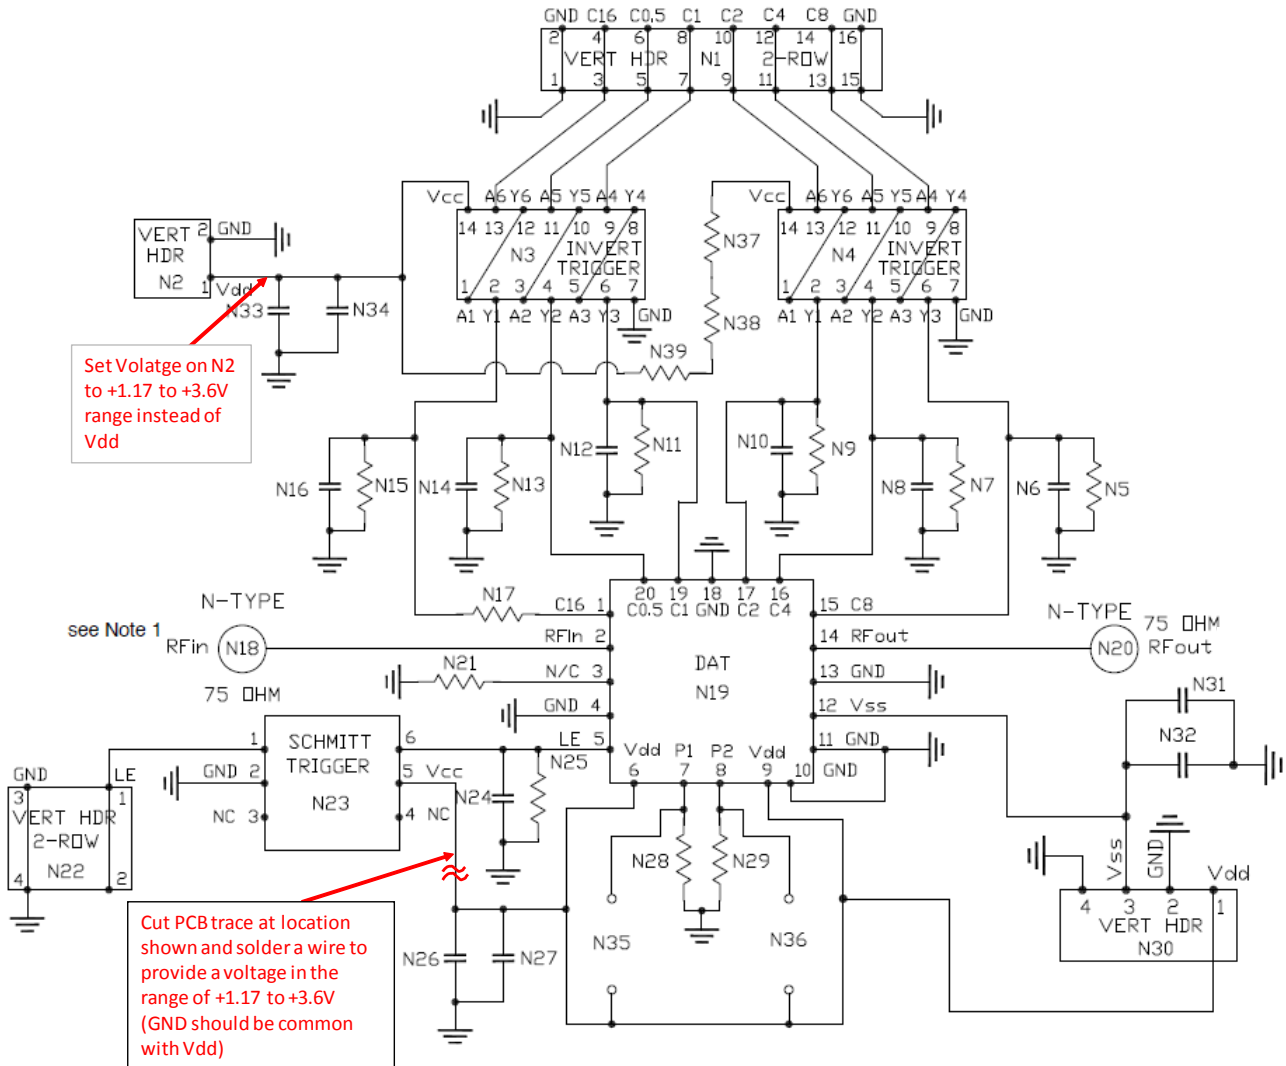 GND C16 C0.5 C1 C2 C4 C8 GND
2 4 6 8 10 12 14 16
VERT HDR N1 2-ROW
1 3 5 7 9 11 13 15
Vcc A6 Y6 A5 Y5 A4 Y4
14 13 12 11 10 9 8
N3 INVERT
TRIGGER
1 2 3 4 5 6 7
A1 Y1 A2 Y2 A3 Y3 GND
Vcc A6 Y6 A5 Y5 A4 Y4
14 13 12 11 10 9 8
N4 INVERT
TRIGGER
1 2 3 4 5 6 7
A1 Y1 A2 Y2 A3 Y3 GND
VERT 2 GND
HDR
N2 1 Vdd
N33 N34
N37
N38
N39
Set Volatge on N2
to +1.17 to +3.6V
range instead of
Vdd
N16 N15 N14 N13 N12 N11 N10 N9 N8 N7 N6 N5
20 19 18 17 16
C0.5 C1 GND C2 C4
N17 C16 1
15 C8
N-TYPE
see Note 1 RFin N18
75 OHM
RFIn 2
14 RFout
N-TYPE
75 OHM
N20 RFout
DAT
N19
N21 N/C 3
13 GND
GND 4
12 Vss
LE 5
11 GND
Vdd P1 P2 Vdd
6 7 8 9 10 GND
N31
N32
1 SCHMITT 6
TRIGGER
GND 2 5 Vcc
N23
NC 3 4 NC
N25
N24
GND LE
3 1
VERT HDR
2-ROW
N22
4 2
N28 N29
N35 N36
N26 N27
Vss GND Vdd
4 3 2 1
VERT HDR
N30
Cut PCB trace at location
shown and solder a wire to
provide a voltage in the
range of +1.17 to +3.6V
(GND should be common
with Vdd)